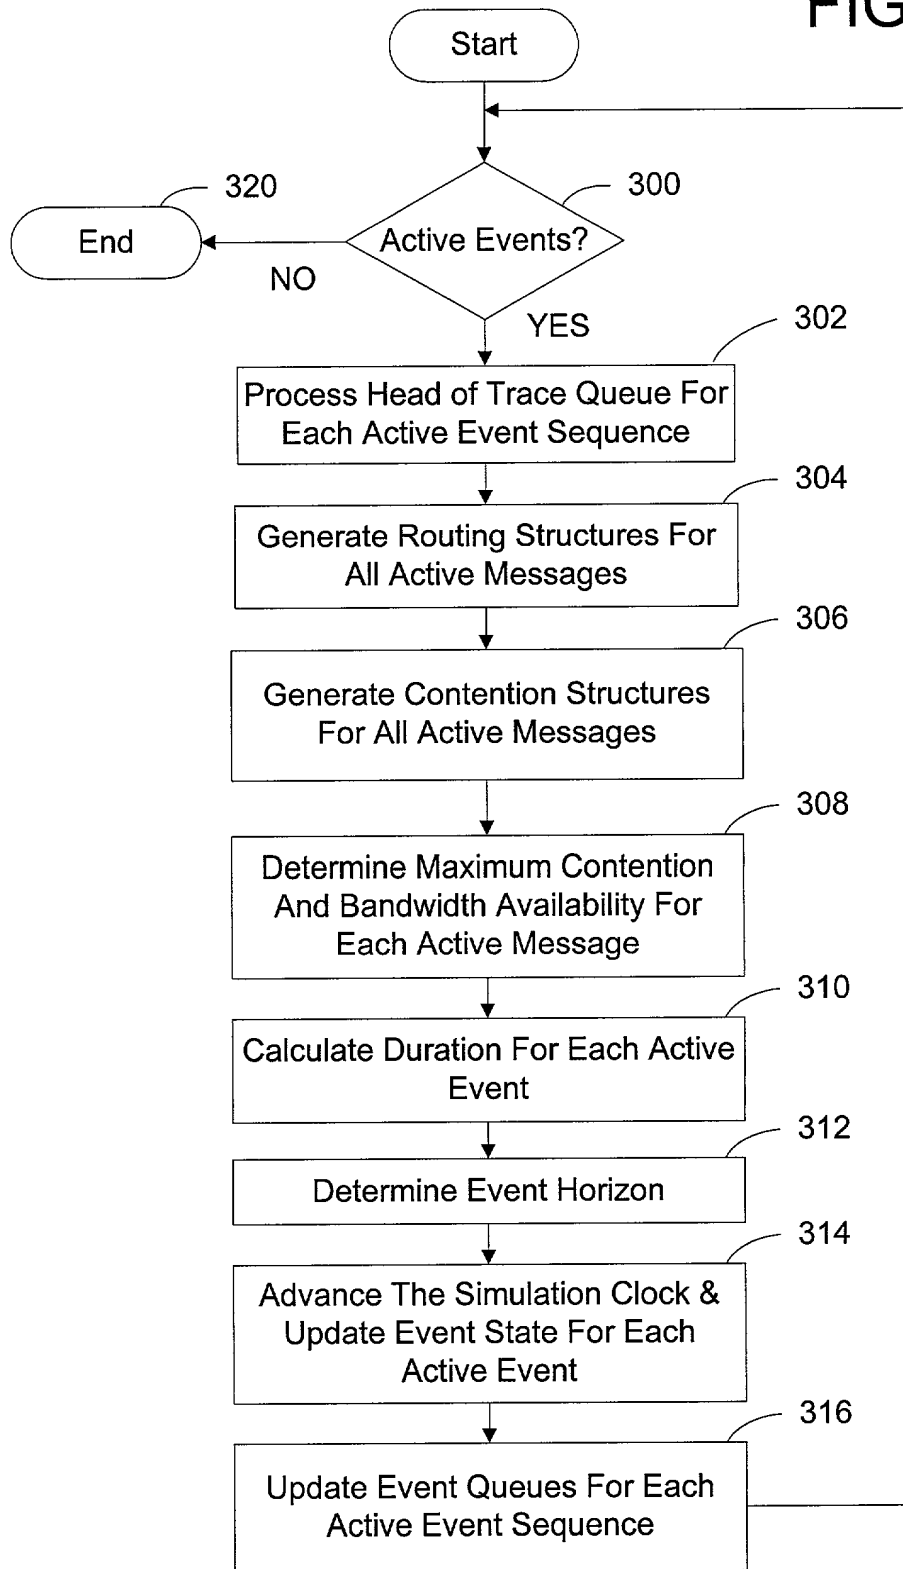 FIG
Start
300
320
Active Events?
End
NO
YES
302
Process Head of Trace Queue For
Each Active Event Sequence
304
Generate Routing Structures For
All Active Messages
306
Generate Contention Structures
For All Active Messages
308
Determine Maximum Contention
And Bandwidth Availability For
Each Active Message
310
Calculate Duration For Each Active
Event
312
Determine Event Horizon
314
Advance The Simulation Clock &
Update Event State For Each
Active Event
316
Update Event Queues For Each
Active Event Sequence